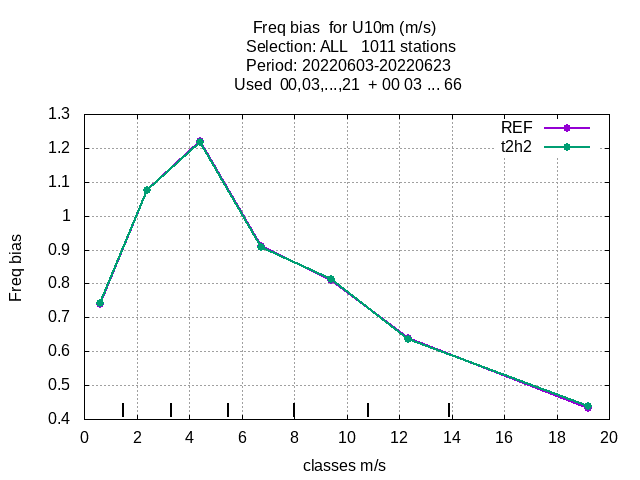 Freq bias  for U10m (m/s)
Selection: ALL   1011 stations
Period: 20220603-20220623
Used  00,03,...,21  + 00 03 ... 66
REF
t2h2
1.3
1.2
1.1
1
0.9
0.8
0.7
0.6
0.5
0.4
Freq bias
0 2 4 6 8 10 12 14 16 18 20
classes m/s